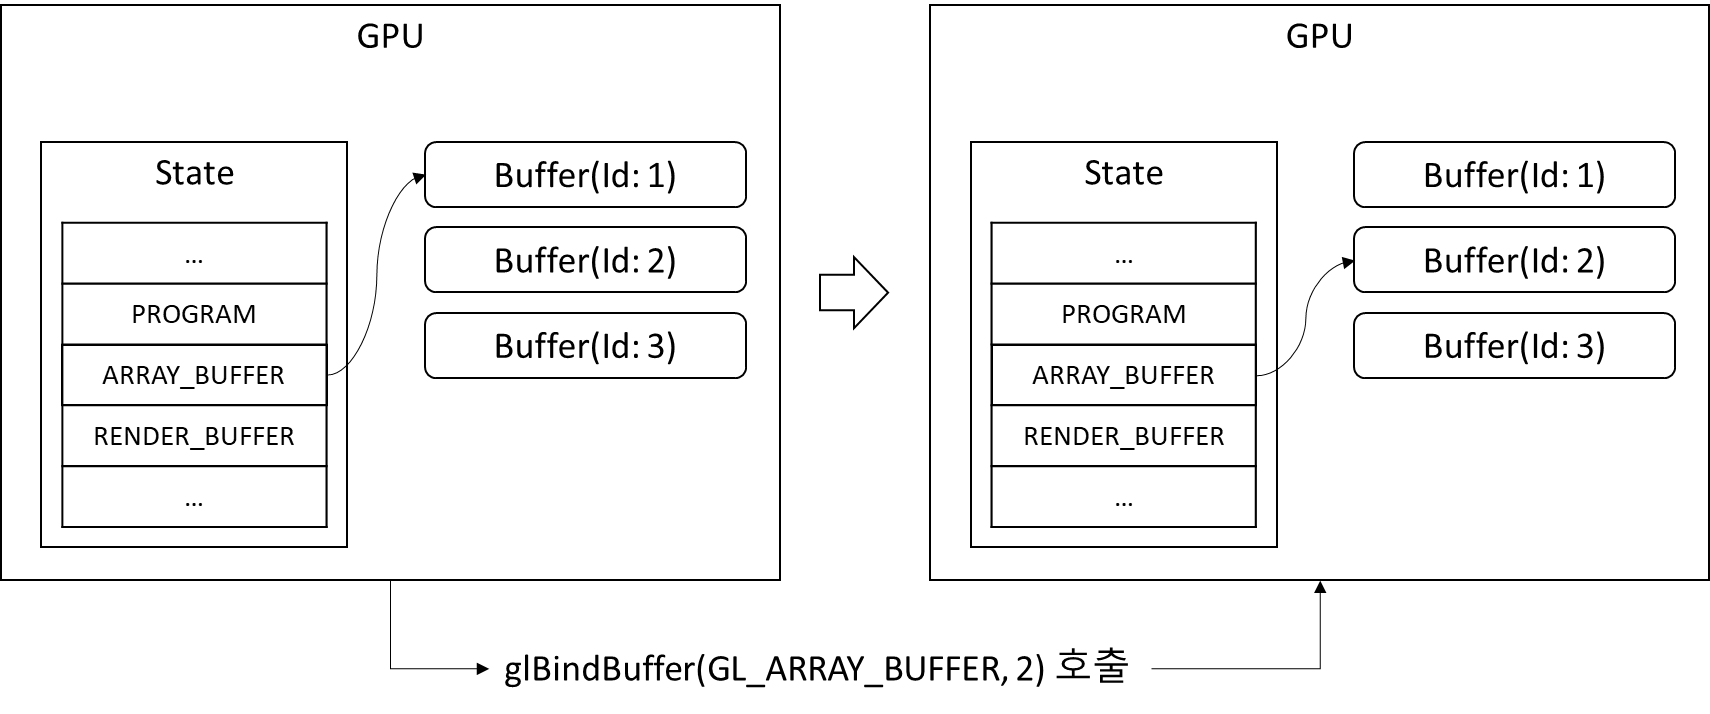 GPU
State
...
PROGRAM
ARRAY_BUFFER
RENDER_BUFFER
...
Buffer(Id: 1)
Buffer(Id: 2)
Buffer(Id: 3)
GPU
State
...
PROGRAM
ARRAY_BUFFER
RENDER_BUFFER
...
Buffer(Id: 1)
Buffer(Id: 2)
Buffer(Id: 3)
glBindBuffer(GL_ARRAY_BUFFER, 2) 호출